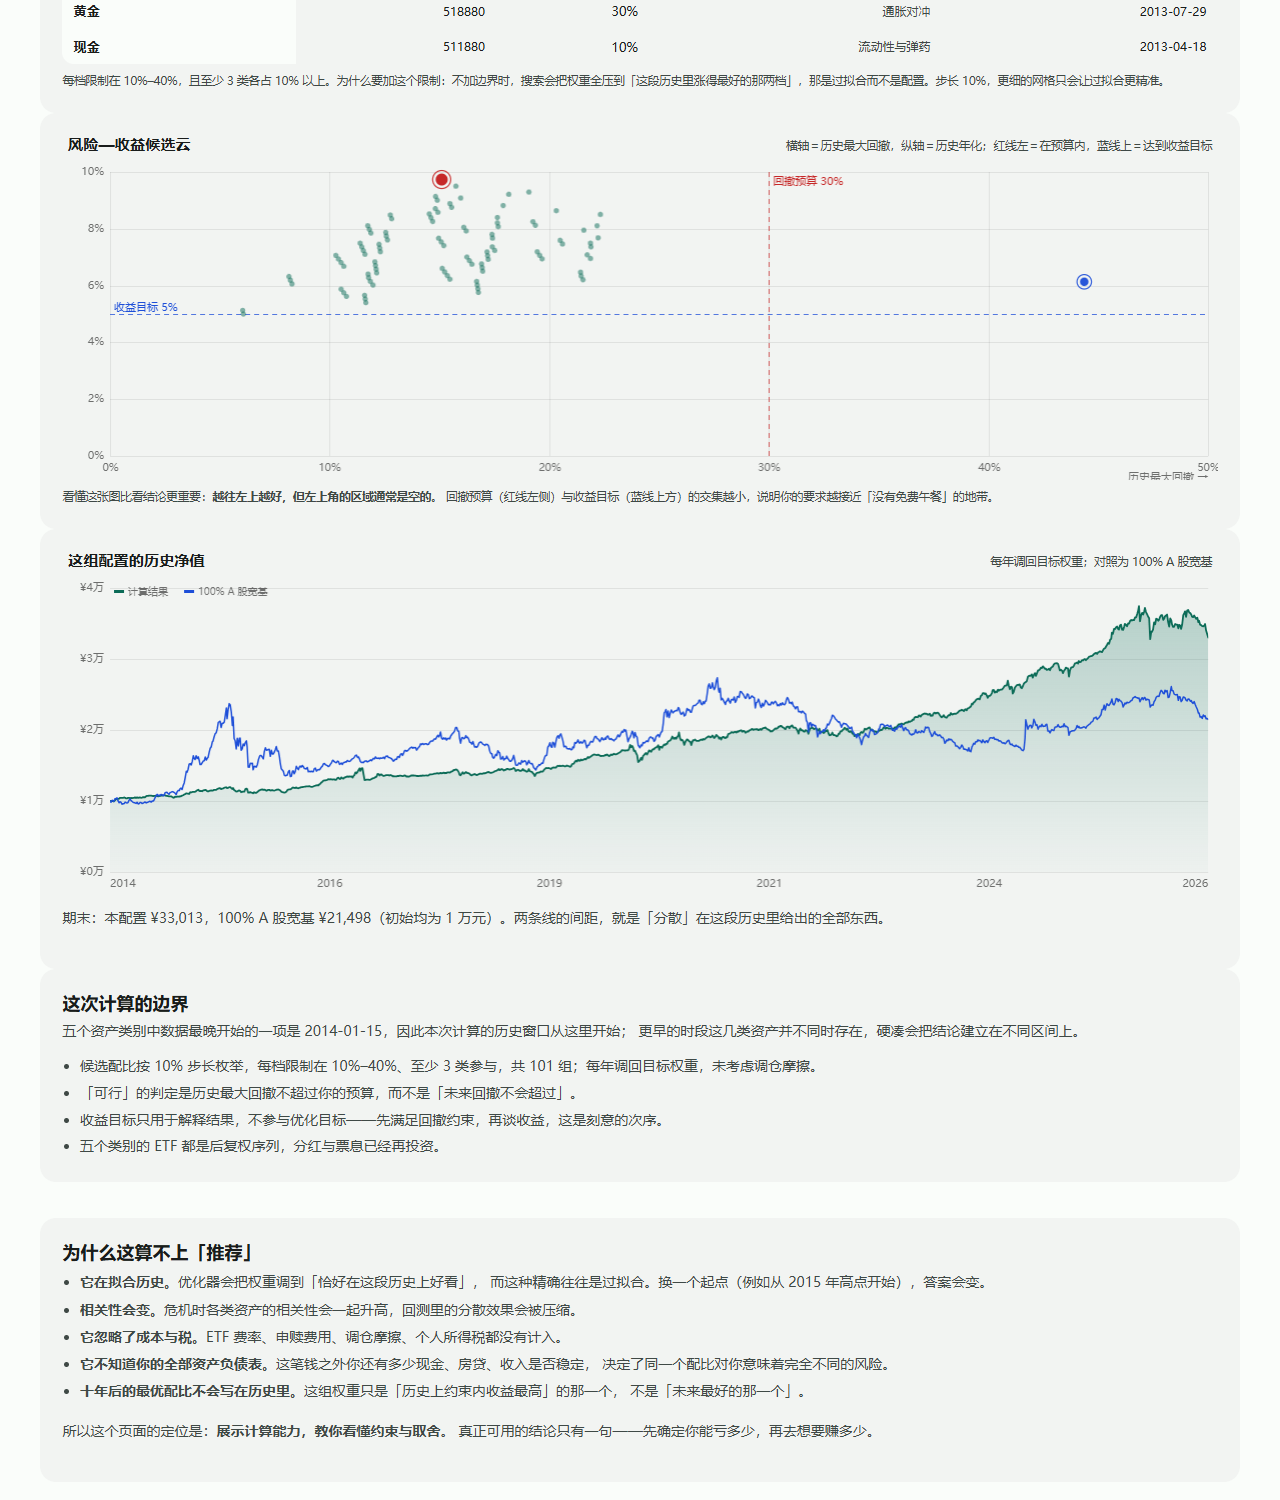 黄金 518880 30% 通胀对冲 2013-07-29
现金 511880 10% 流动性与弹药 2013-04-18
每档限制在 10%–40%，且至少 3 类各占 10% 以上。为什么要加这个限制：不加边界时，搜索会把权重全压到「这段历史里涨得最好的那两档」，那是过拟合而不是配置。步长 10%，更细的网格只会让过拟合更精准。
风险—收益候选云 横轴＝历史最大回撤，纵轴＝历史年化；红线左＝在预算内，蓝线上＝达到收益目标
10%
回撤预算 30%
8%
6%
收益目标 5%
4%
2%
0%
0% 10% 20% 30% 40% 50%
历史最大回撤 →
看懂这张图比看结论更重要：越往左上越好，但左上角的区域通常是空的。 回撤预算（红线左侧）与收益目标（蓝线上方）的交集越小，说明你的要求越接近「没有免费午餐」的地带。
这组配置的历史净值 每年调回目标权重；对照为 100% A 股宽基
¥4万 计算结果 100% A 股宽基
¥3万
¥2万
¥1万
¥0万
2014 2016 2019 2021 2024 2026
期末：本配置 ¥33,013，100% A 股宽基 ¥21,498（初始均为 1 万元）。两条线的间距，就是「分散」在这段历史里给出的全部东西。
这次计算的边界
五个资产类别中数据最晚开始的一项是 2014-01-15，因此本次计算的历史窗口从这里开始； 更早的时段这几类资产并不同时存在，硬凑会把结论建立在不同区间上。
• 候选配比按 10% 步长枚举，每档限制在 10%–40%、至少 3 类参与，共 101 组；每年调回目标权重，未考虑调仓摩擦。
• 「可行」的判定是历史最大回撤不超过你的预算，而不是「未来回撤不会超过」。
• 收益目标只用于解释结果，不参与优化目标——先满足回撤约束，再谈收益，这是刻意的次序。
• 五个类别的 ETF 都是后复权序列，分红与票息已经再投资。
为什么这算不上「推荐」
• 它在拟合历史。优化器会把权重调到「恰好在这段历史上好看」， 而这种精确往往是过拟合。换一个起点（例如从 2015 年高点开始），答案会变。
• 相关性会变。危机时各类资产的相关性会一起升高，回测里的分散效果会被压缩。
• 它忽略了成本与税。ETF 费率、申赎费用、调仓摩擦、个人所得税都没有计入。
• 它不知道你的全部资产负债表。这笔钱之外你还有多少现金、房贷、收入是否稳定， 决定了同一个配比对你意味着完全不同的风险。
• 十年后的最优配比不会写在历史里。这组权重只是「历史上约束内收益最高」的那一个， 不是「未来最好的那一个」。
所以这个页面的定位是：展示计算能力，教你看懂约束与取舍。 真正可用的结论只有一句——先确定你能亏多少，再去想要赚多少。